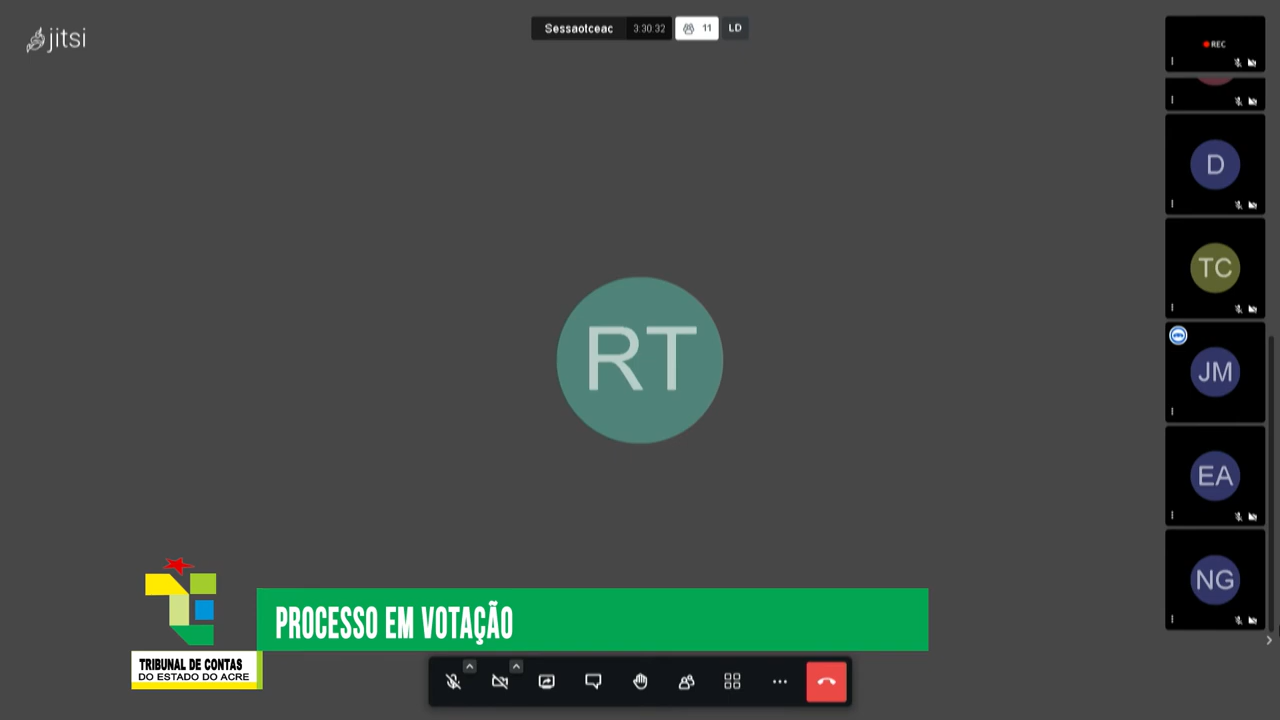 jitsi
Sessaotceac 3:30:32 11 LD
REC
D
TC
JM
EA
NG
RT
PROCESSO EM VOTAÇÃO
TRIBUNAL DE CONTAS
DO ESTADO DO ACRE